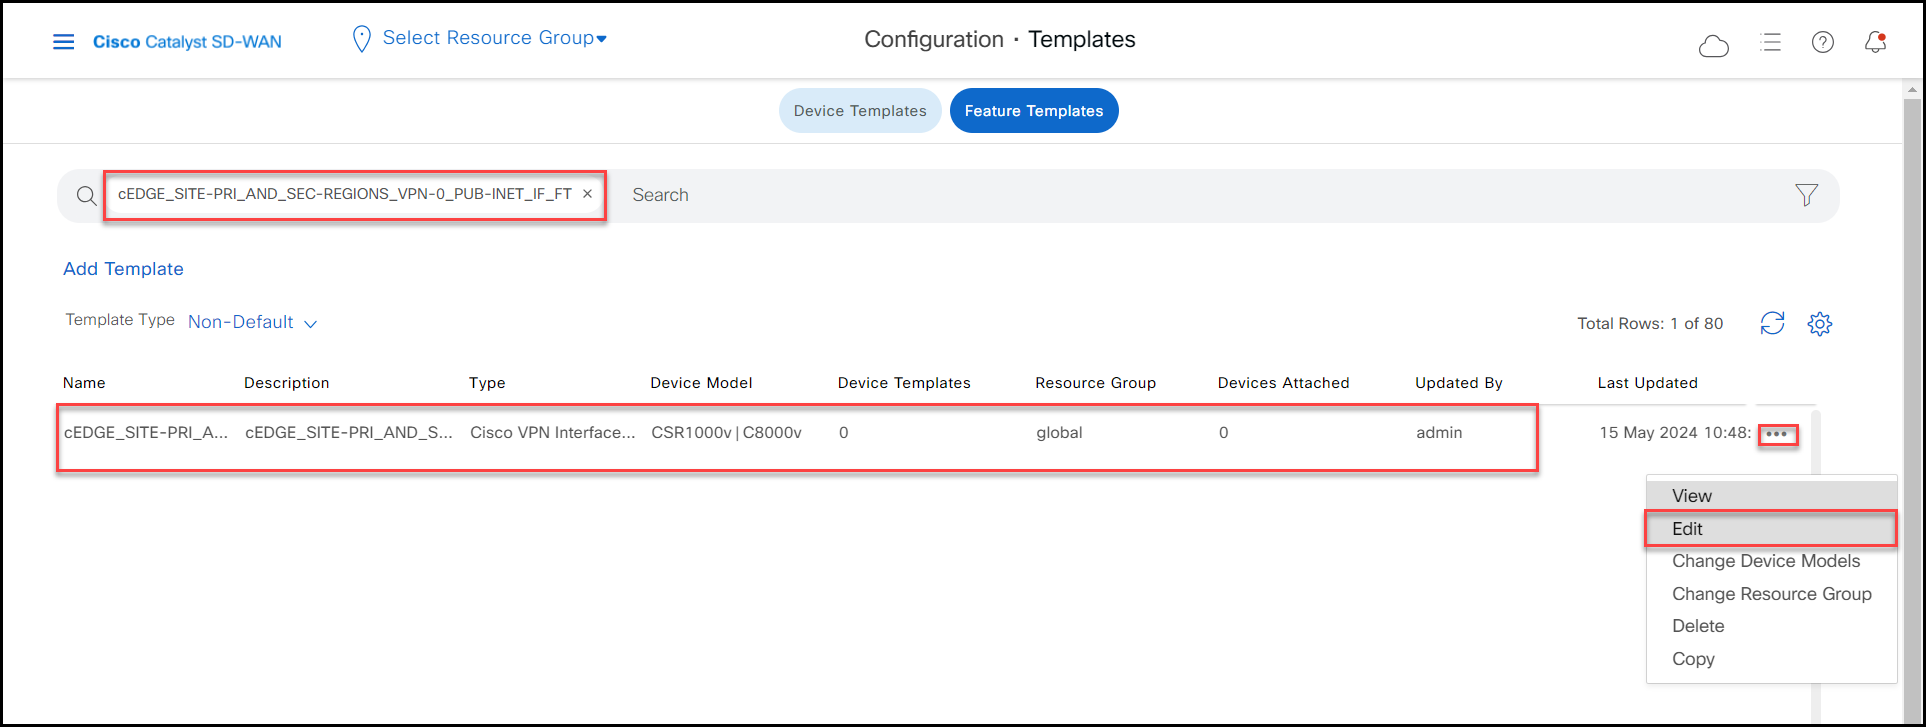 Cisco Catalyst SD-WAN
Select Resource Group
Configuration · Templates
Device Templates
Feature Templates
cEDGE_SITE-PRI_AND_SEC-REGIONS_VPN-0_PUB-INET_IF_FT ×
Search
Add Template
Template Type Non-Default
Total Rows: 1 of 80
Name Description Type Device Model Device Templates Resource Group Devices Attached Updated By Last Updated
cEDGE_SITE-PRI_A... cEDGE_SITE-PRI_AND_S... Cisco VPN Interface... CSR1000v | C8000v 0 global 0 admin 15 May 2024 10:48: •••
View
Edit
Change Device Models
Change Resource Group
Delete
Copy